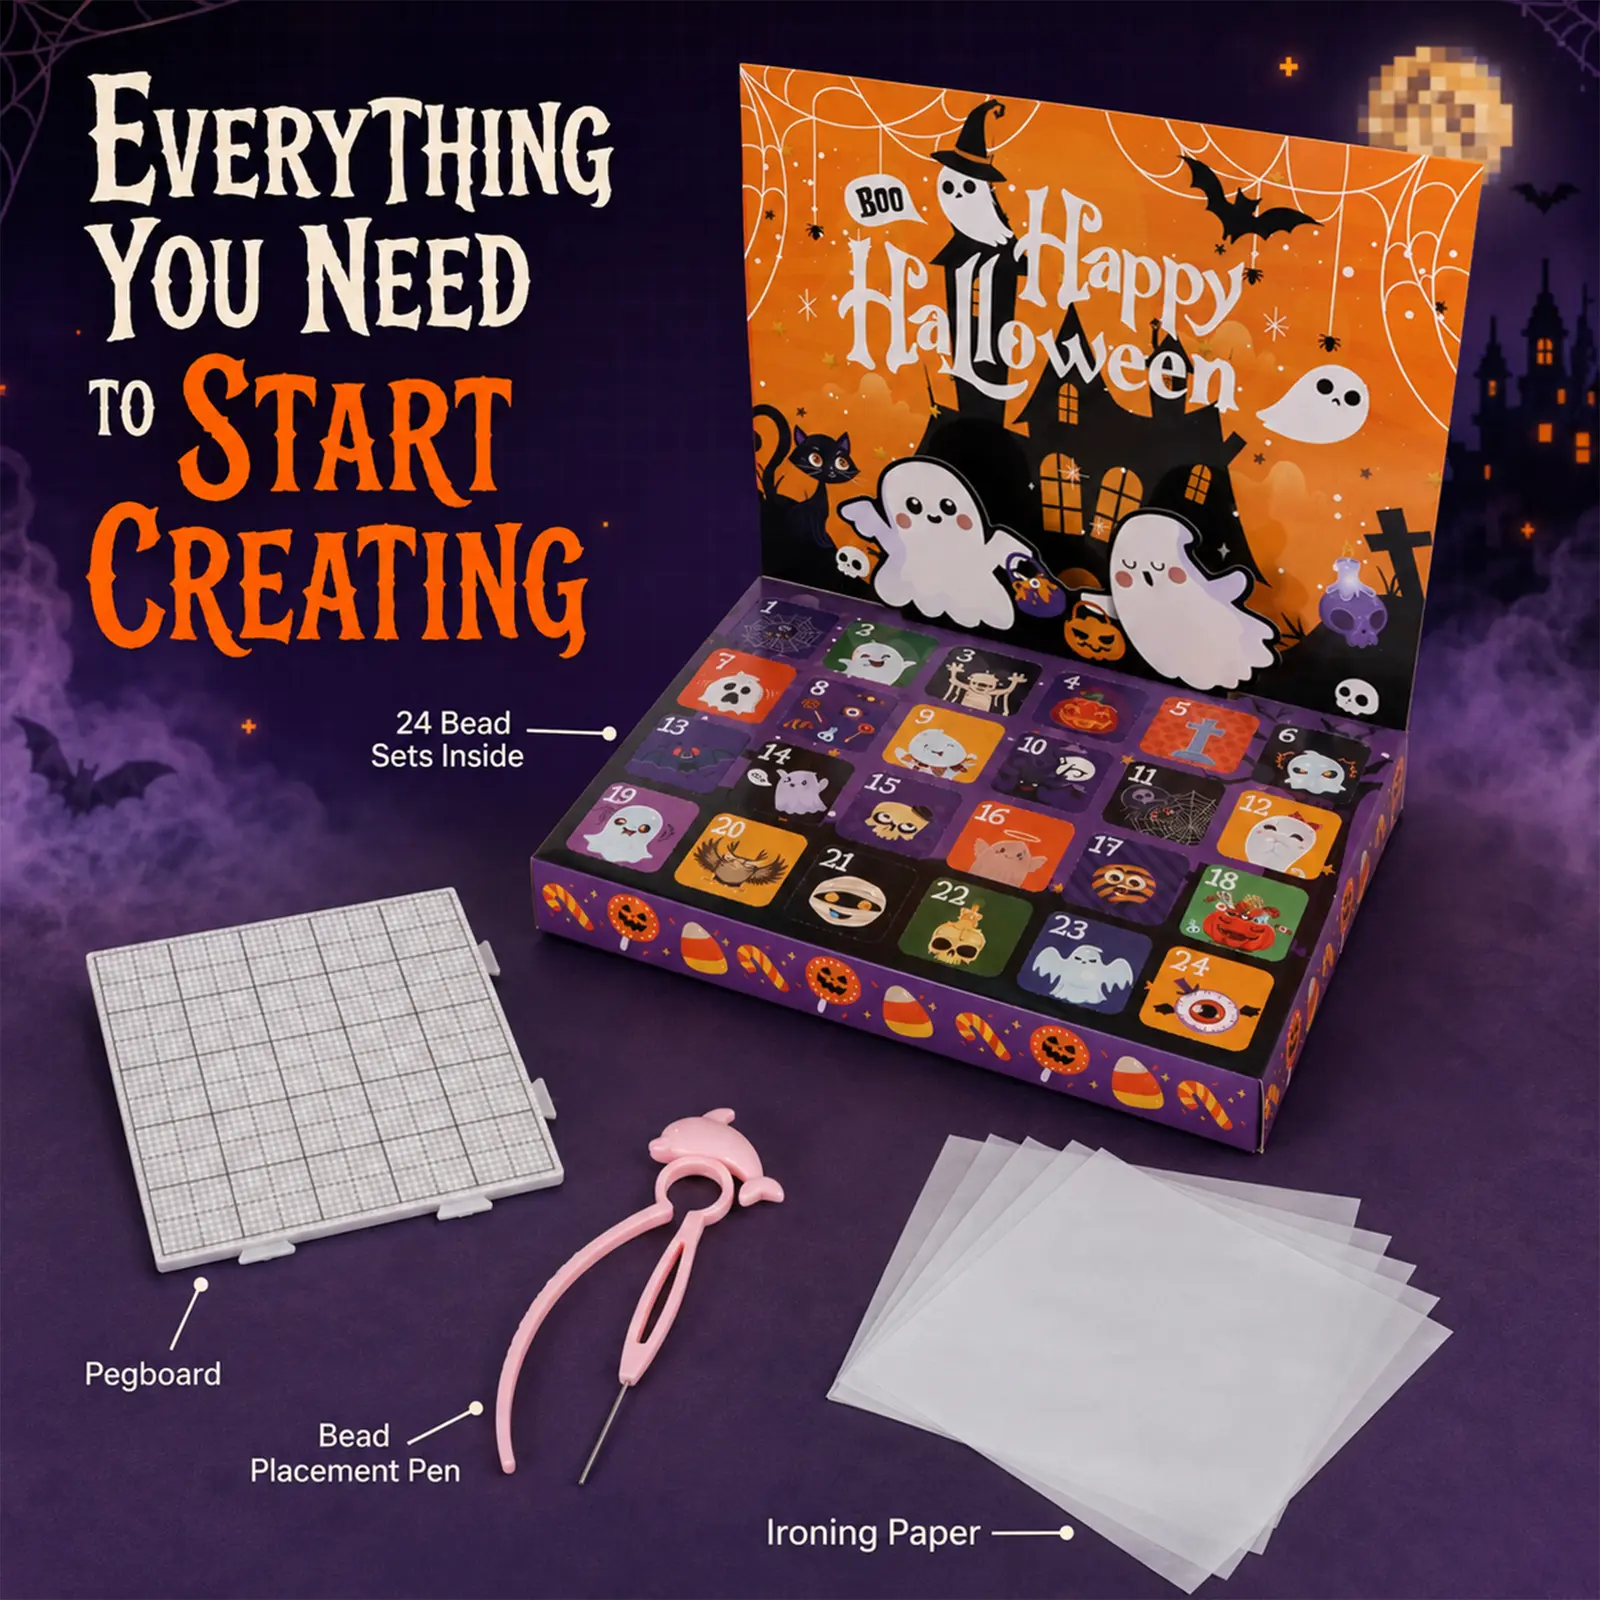 Everything
You Need
to Start
Creating
BOO
Happy
Halloween
24 Bead
Sets Inside
1
2
3
4
5
6
7
8
9
10
11
12
13
14
15
16
17
18
19
20
21
22
23
24
Pegboard
Bead
Placement Pen
Ironing Paper